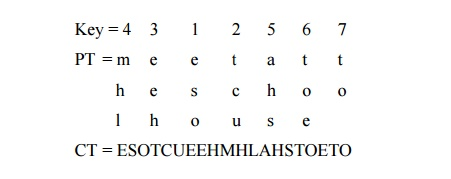 Key = 4 3 1 2 5 6 7
PT = m e e t a t t
h e s c h o o
l h o u s e
CT = ESOTCUEEHMHLAHSTOETO